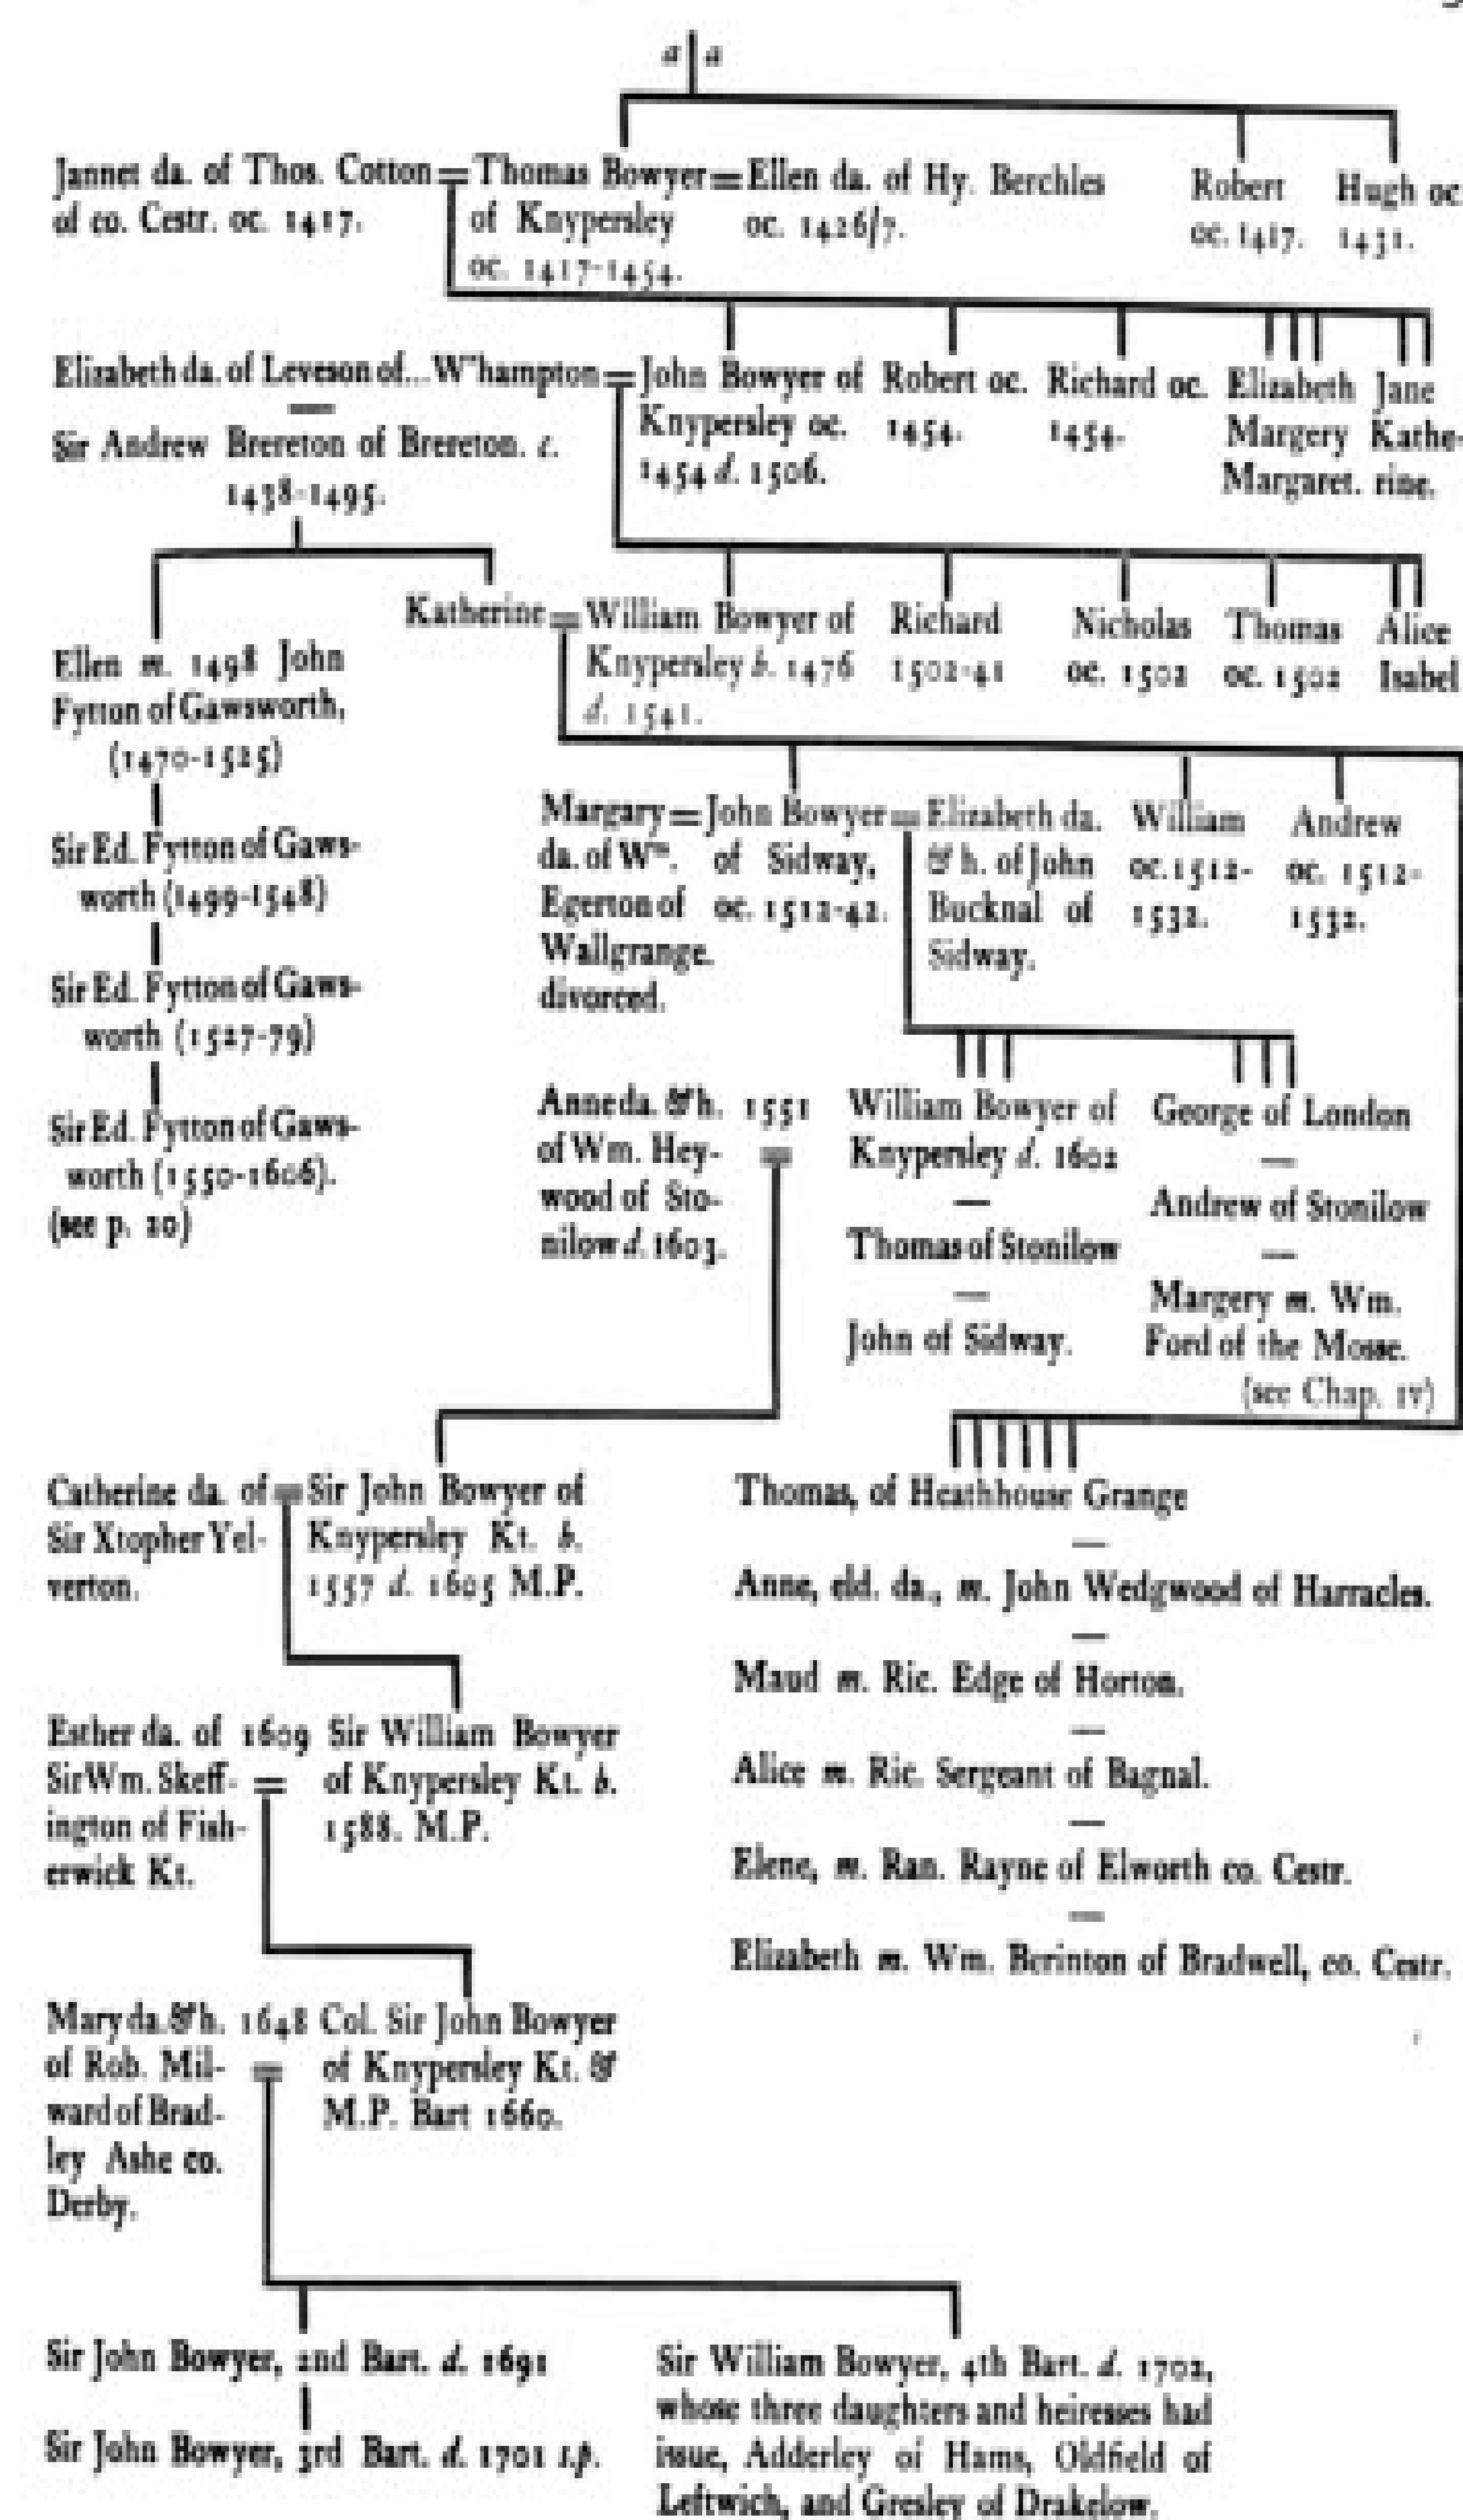 a a
Jannet da. of Thos. Cotton = Thomas Bowyer = Ellen da. of Hy. Berchles
of co. Cestr. oc. 1417.
of Knypersley
oc. 1417-1454.
oc. 1426/7.
Robert
oc. 1417.
Hugh oc.
1431.
Elizabeth da. of Leveson of... W'hampton = John Bowyer of
Knypersley oc.
1454 d. 1506.
Robert oc.
1454.
Richard oc.
1454.
Elizabeth
Margery
Margaret.
Jane
Kathe-
rine.
Sir Andrew Brereton of Brereton. c.
1438-1495.
Katherine = William Bowyer of
Knypersley b. 1476
d. 1541.
Richard
1502-41
Nicholas
oc. 1502
Thomas
oc. 1502
Alice
Isabel
Ellen m. 1498 John
Fytton of Gawsworth,
(1470-1525)
Sir Ed. Fytton of Gaws-
worth (1499-1548)
Sir Ed. Fytton of Gaws-
worth (1527-79)
Sir Ed. Fytton of Gaws-
worth (1550-1606).
(see p. 20)
Margary
da. of Wm.
Egerton of
Wallgrange.
divorced.
= John Bowyer =
of Sidway,
oc. 1512-42.
Elizabeth da.
& h. of John
Bucknal of
Sidway.
William
oc. 1512-
1532.
Andrew
oc. 1512-
1532.
Anne da. & h.
of Wm. Hey-
wood of Sto-
nilow d. 1603.
1551
=
William Bowyer of
Knypersley d. 1602
—
Thomas of Stonilow
—
John of Sidway.
George of London
—
Andrew of Stonilow
—
Margery m. Wm.
Ford of the Mosse.
(see Chap. IV)
Catherine da. of
Sir Xtopher Yel-
verton.
= Sir John Bowyer of
Knypersley Kt. b.
1557 d. 1605 M.P.
Thomas, of Heathhouse Grange
—
Anne, eld. da., m. John Wedgwood of Harracles.
—
Maud m. Ric. Edge of Horton.
—
Alice m. Ric. Sergeant of Bagnal.
—
Elene, m. Ran. Rayne of Elworth co. Cestr.
—
Elizabeth m. Wm. Berinton of Bradwell, co. Cestr.
Esther da. of
Sir Wm. Skeff-
ington of Fish-
erwick Kt.
1609
=
Sir William Bowyer
of Knypersley Kt. b.
1588. M.P.
Mary da. & h.
of Rob. Mil-
ward of Brad-
ley Ashe co.
Derby.
1648
=
Col. Sir John Bowyer
of Knypersley Kt. &
M.P. Bart 1660.
Sir John Bowyer, 2nd Bart. d. 1691
Sir John Bowyer, 3rd Bart. d. 1701 s.p.
Sir William Bowyer, 4th Bart. d. 1702,
whose three daughters and heiresses had
issue, Adderley of Hams, Oldfield of
Leftwich, and Gresley of Drakelow.